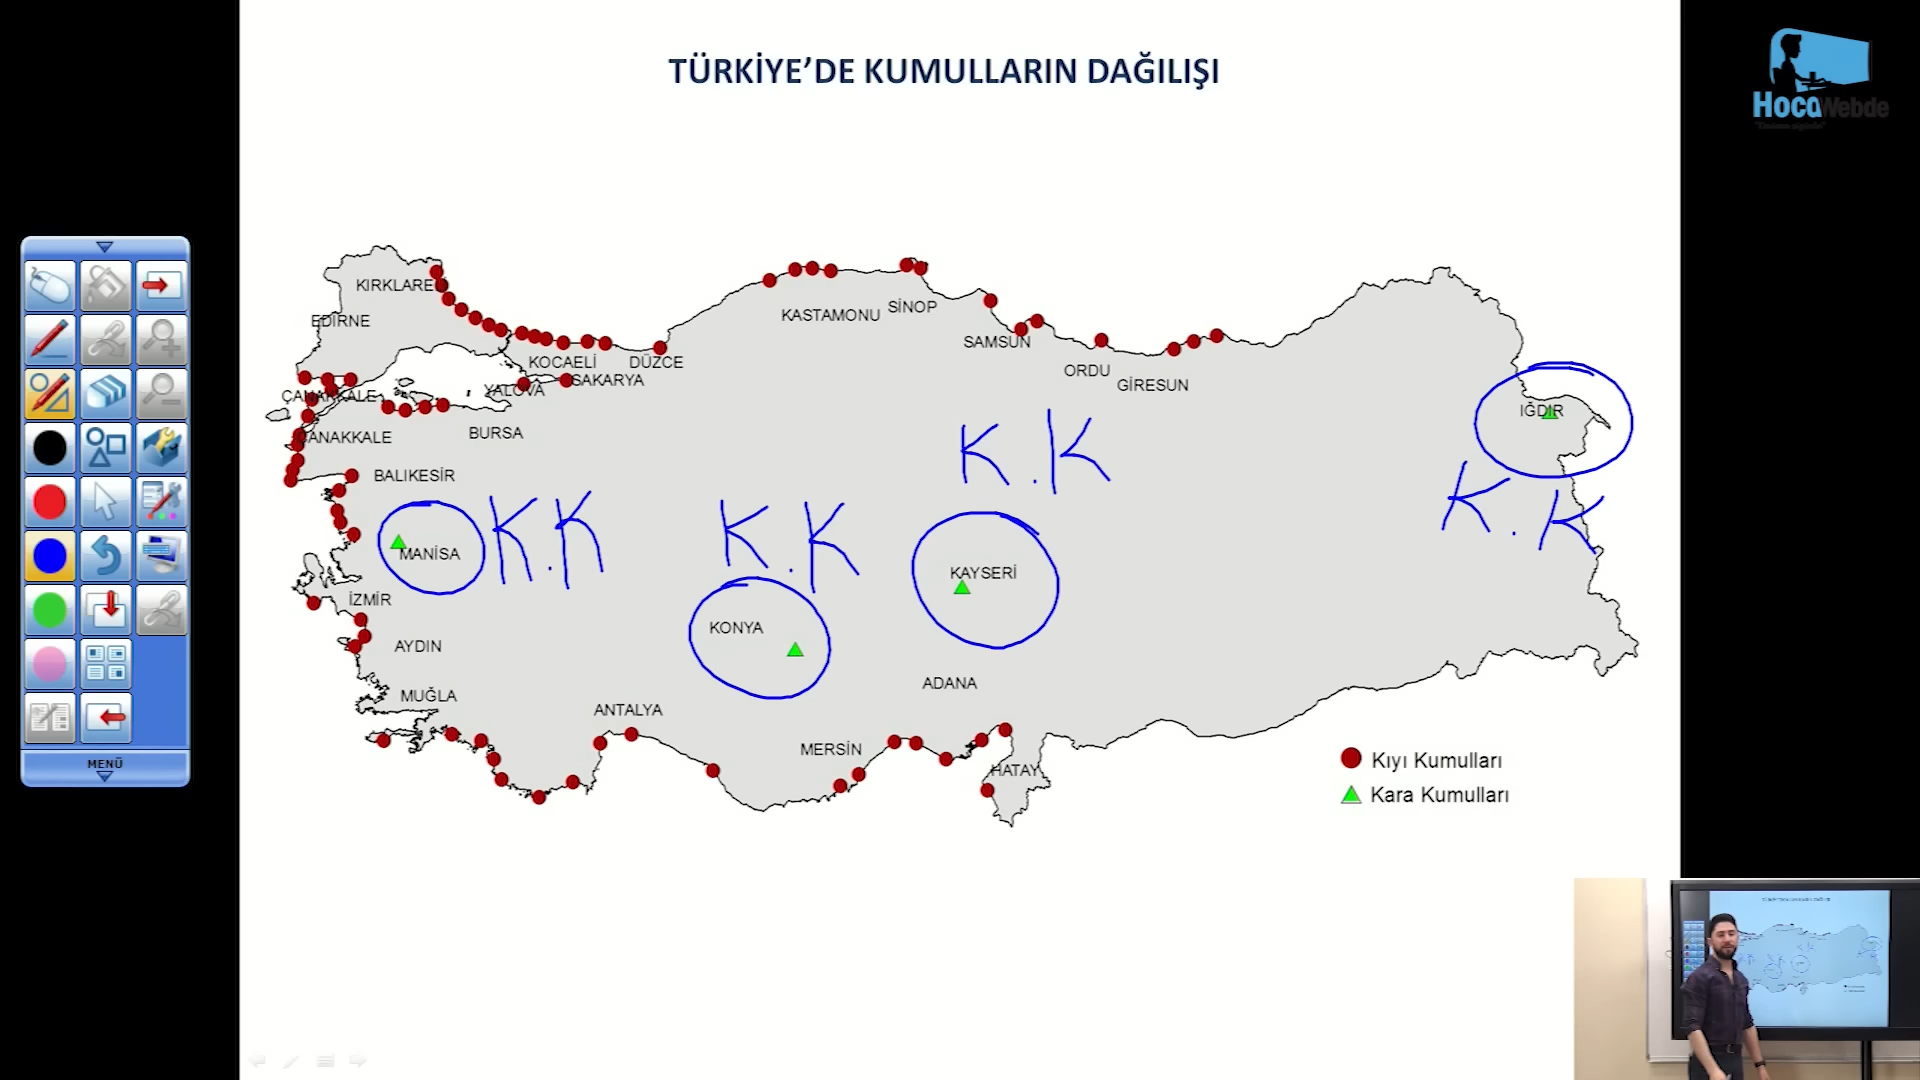 TÜRKİYE'DE KUMULLARIN DAĞILIŞI
Hoca Webde
KIRKLARELİ
EDİRNE
KASTAMONU
SİNOP
SAMSUN
ORDU
GİRESUN
KOCAELİ
DÜZCE
SAKARYA
YALOVA
ÇANAKKALE
ÇANAKKALE
BURSA
BALIKESİR
IĞDIR
K.K
K.K
K.K
K.K
K.K
MANİSA
KAYSERİ
KONYA
İZMİR
AYDIN
MUĞLA
ADANA
ANTALYA
MERSİN
HATAY
Kıyı Kumulları
Kara Kumulları
MENÜ